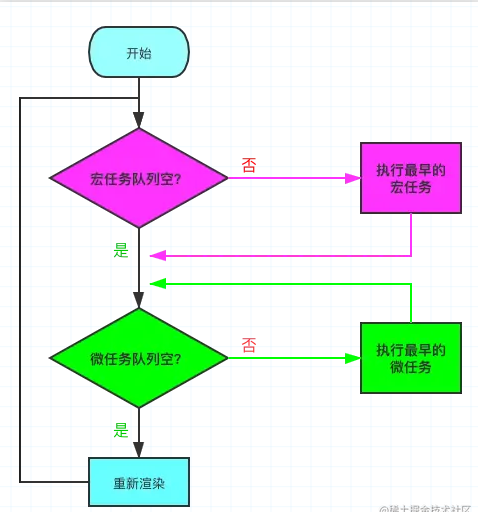 开始
宏任务队列空?
否
执行最早的
宏任务
是
微任务队列空?
否
执行最早的
微任务
是
重新渲染
@稀土掘金技术社区